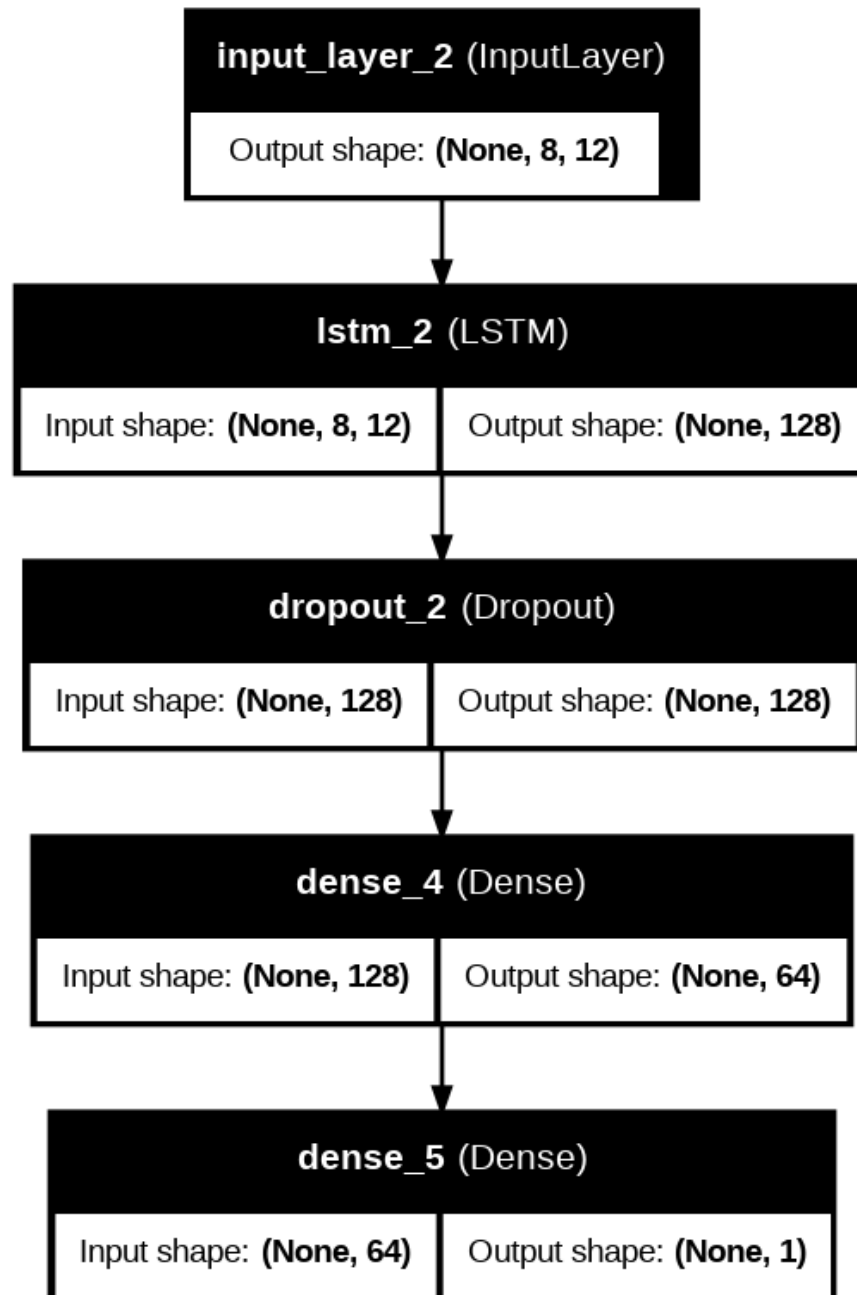 input_layer_2 (InputLayer)
Output shape: (None, 8, 12)
lstm_2 (LSTM)
Input shape: (None, 8, 12) Output shape: (None, 128)
dropout_2 (Dropout)
Input shape: (None, 128) Output shape: (None, 128)
dense_4 (Dense)
Input shape: (None, 128) Output shape: (None, 64)
dense_5 (Dense)
Input shape: (None, 64) Output shape: (None, 1)